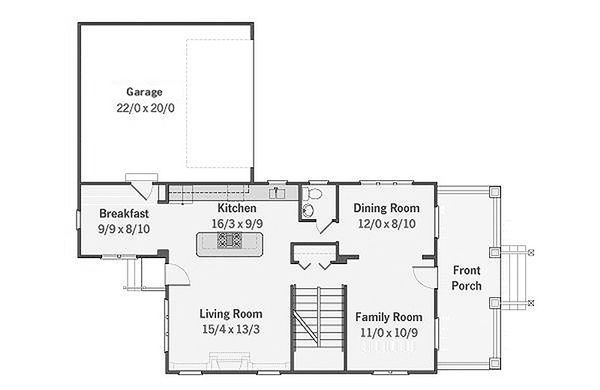 Garage
22/0 x 20/0
Breakfast
9/9 x 8/10
Kitchen
16/3 x 9/9
Dining Room
12/0 x 8/10
Front
Porch
Living Room
15/4 x 13/3
Family Room
11/0 x 10/9